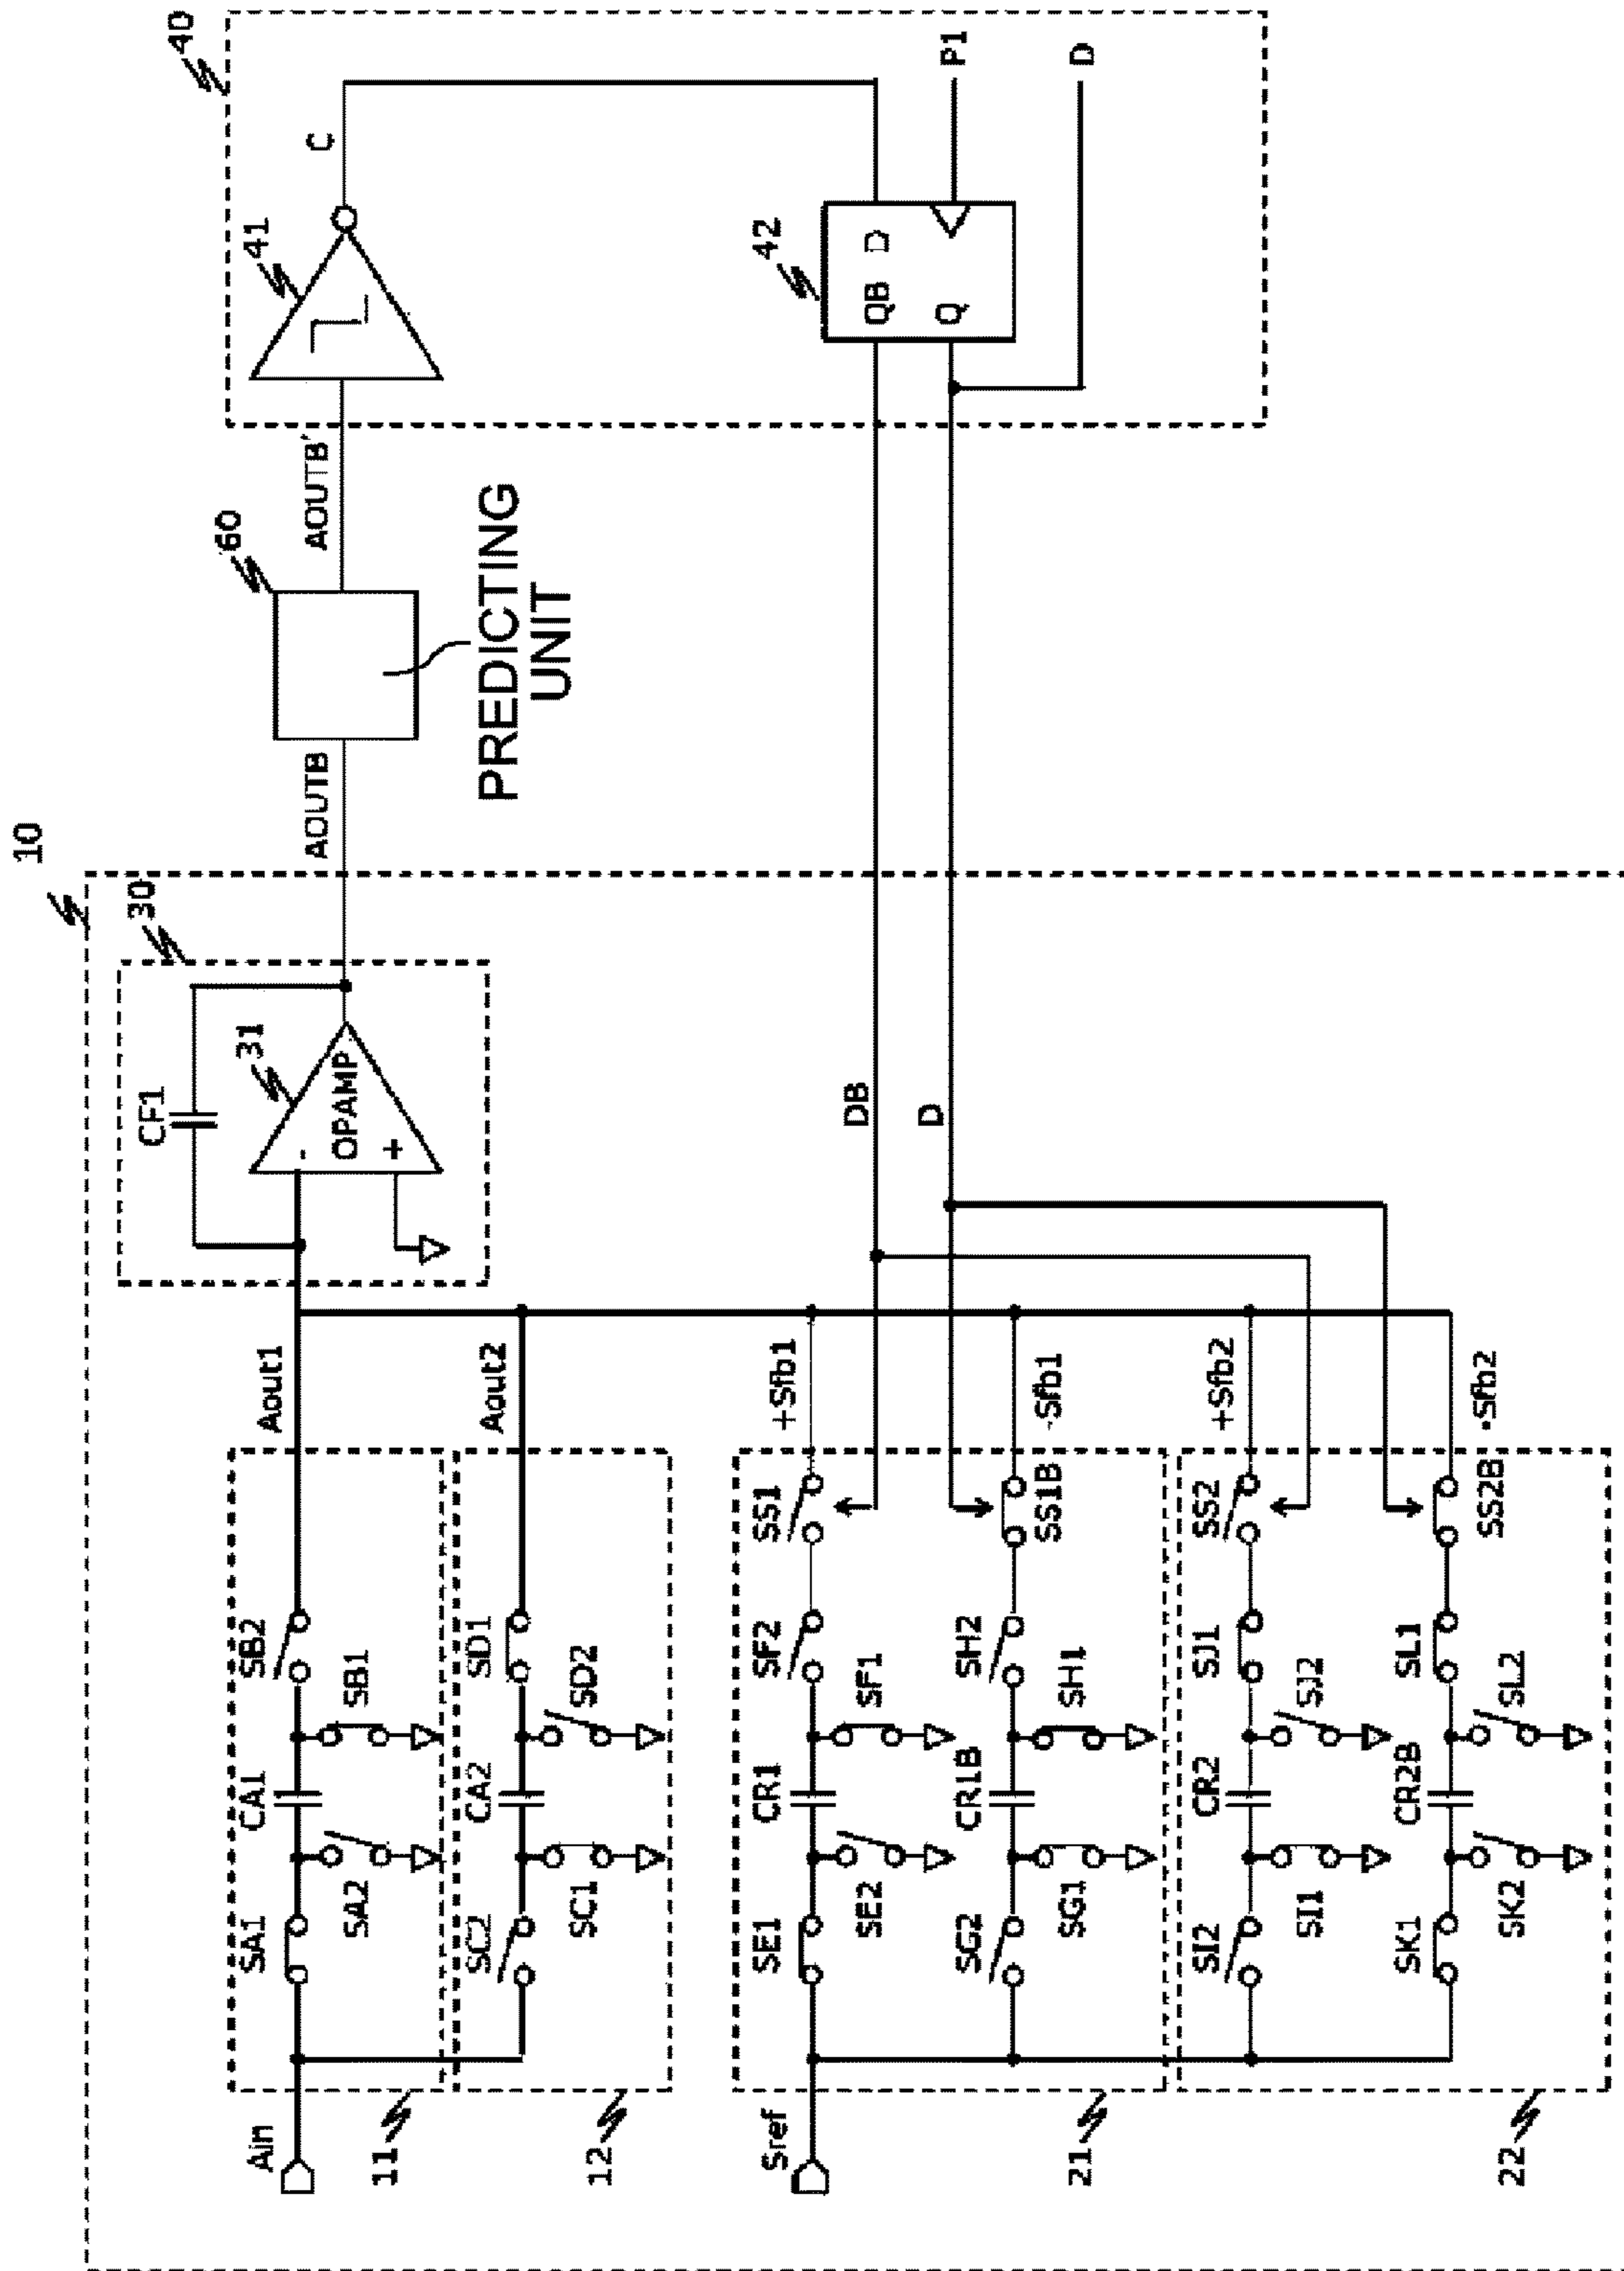 10
40
30
CF1
31
-
OPAMP
+
AOUTB
60
PREDICTING
UNIT
AOUTB'
41
C
42
QB D
Q
P1
D
DB
D
Ain
11
SA1
SA2
CA1
SB2
SB1
Aout1
12
SC2
SC1
CA2
SD1
SD2
Aout2
Sref
21
SE1
SE2
CR1
SF2
SF1
SS1
+Sfb1
SG2
SG1
CR1B
SH2
SH1
SS1B
-Sfb1
22
SI2
SI1
CR2
SJ1
SJ2
SS2
+Sfb2
SK1
SK2
CR2B
SL1
SL2
SS2B
-Sfb2